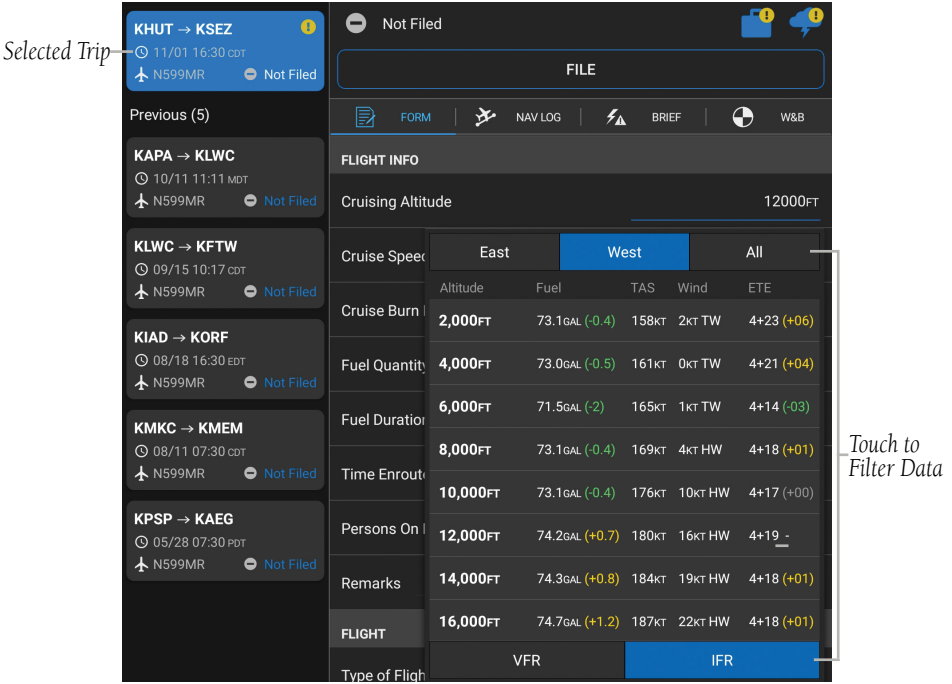 Selected Trip
KHUT → KSEZ
11/01 16:30 CDT
N599MR Not Filed
Previous (5)
KAPA → KLWC
10/11 11:11 MDT
N599MR Not Filed
KLWC → KFTW
09/15 10:17 CDT
N599MR Not Filed
KIAD → KORF
08/18 16:30 EDT
N599MR Not Filed
KMKC → KMEM
08/11 07:30 CDT
N599MR Not Filed
KPSP → KAEG
05/28 07:30 PDT
N599MR Not Filed
Not Filed
FILE
FORM NAV LOG BRIEF W&B
FLIGHT INFO
Cruising Altitude 12000FT
Cruise Speed
Cruise Burn
Fuel Quantity
Fuel Duration
Time Enroute
Persons On
Remarks
FLIGHT
Type of Fligh
East West All
Altitude Fuel TAS Wind ETE
2,000FT 73.1GAL (-0.4) 158KT 2KT TW 4+23 (+06)
4,000FT 73.0GAL (-0.5) 161KT 0KT TW 4+21 (+04)
6,000FT 71.5GAL (-2) 165KT 1KT TW 4+14 (-03)
8,000FT 73.1GAL (-0.4) 169KT 4KT HW 4+18 (+01)
10,000FT 73.1GAL (-0.4) 176KT 10KT HW 4+17 (+00)
12,000FT 74.2GAL (+0.7) 180KT 16KT HW 4+19 -
14,000FT 74.3GAL (+0.8) 184KT 19KT HW 4+18 (+01)
16,000FT 74.7GAL (+1.2) 187KT 22KT HW 4+18 (+01)
VFR IFR
Touch to
Filter Data